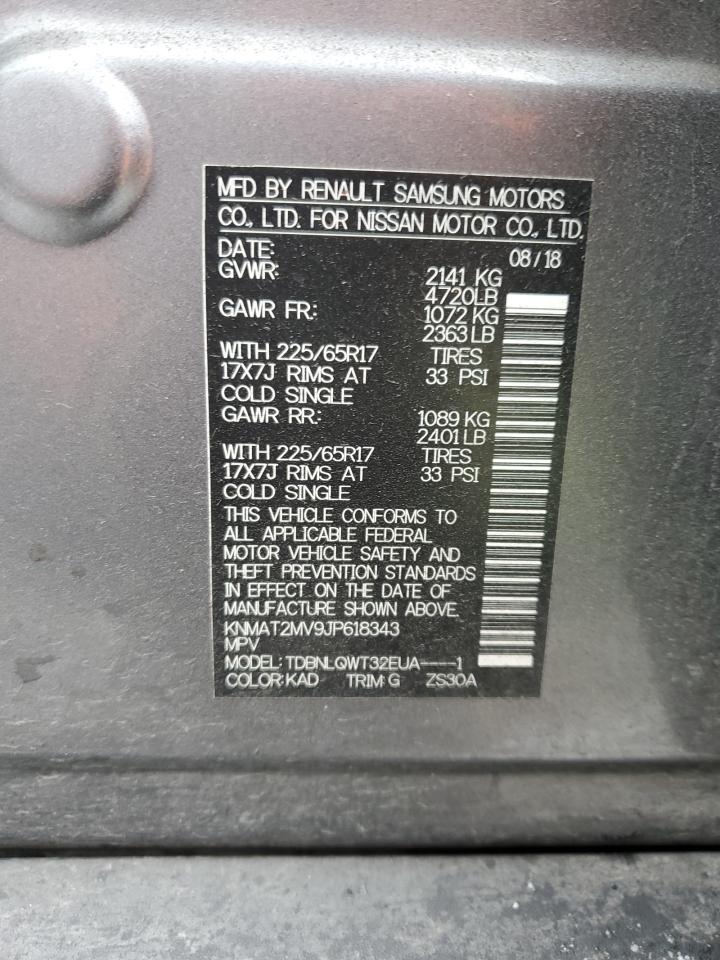 MFD BY RENAULT SAMSUNG MOTORS
CO., LTD. FOR NISSAN MOTOR CO., LTD.
DATE: 08/18
GVWR: 2141 KG
4720LB
GAWR FR.: 1072 KG
2363LB
WITH 225/65R17 TIRES
17X7J RIMS AT 33 PSI
COLD SINGLE
GAWR RR.: 1089 KG
2401LB
WITH 225/65R17 TIRES
17X7J RIMS AT 33 PSI
COLD SINGLE
THIS VEHICLE CONFORMS TO
ALL APPLICABLE FEDERAL
MOTOR VEHICLE SAFETY AND
THEFT PREVENTION STANDARDS
IN EFFECT ON THE DATE OF
MANUFACTURE SHOWN ABOVE.
KNMAT2MV9JP618343
MPV
MODEL: TDBNLQWT32EUA----1
COLOR:KAD TRIM:G ZS30A